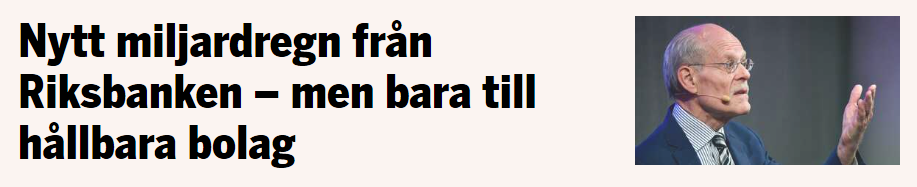 Nytt miljardregn från
Riksbanken – men bara till
hållbara bolag